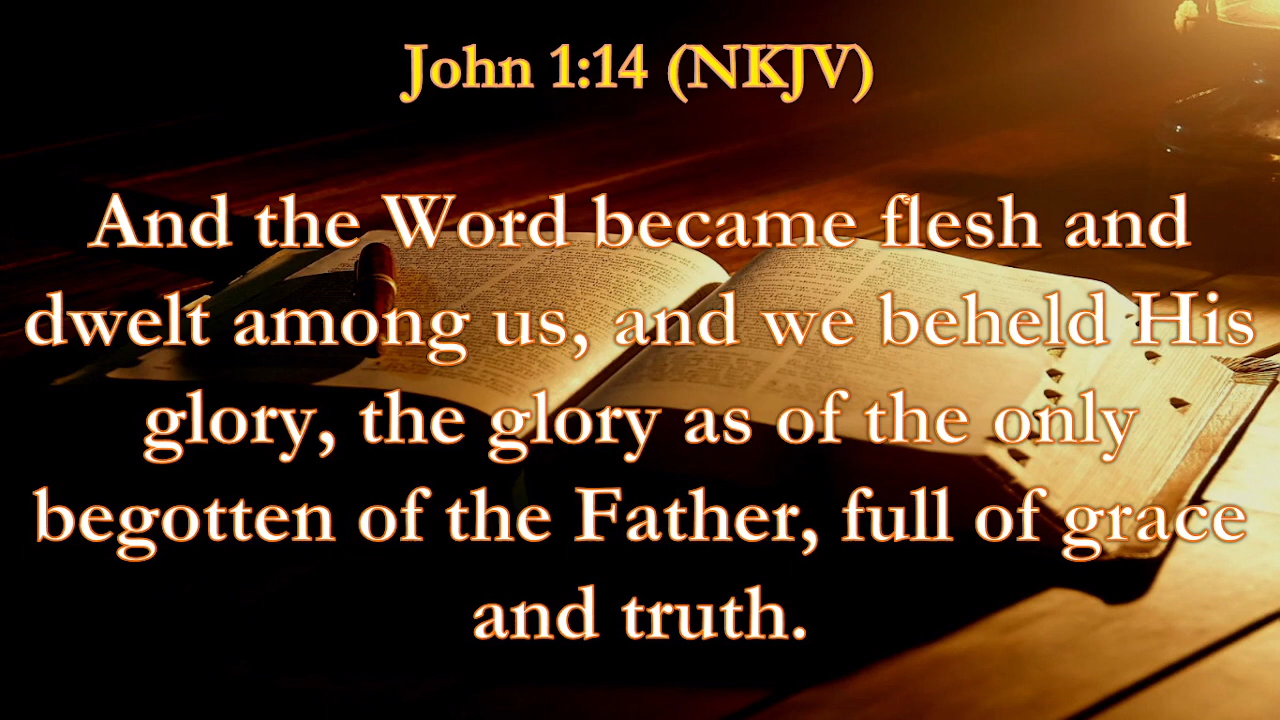 John 1:14 (NKJV)
And the Word became flesh and
dwelt among us, and we beheld His
glory, the glory as of the only
begotten of the Father, full of grace
and truth.